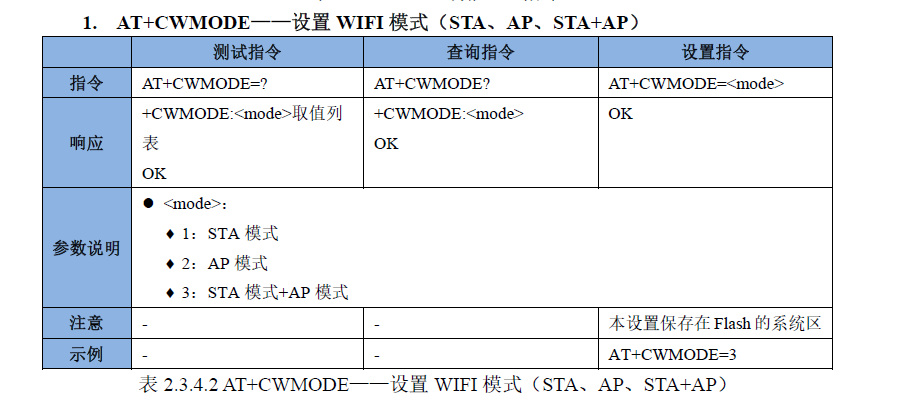 1. AT+CWMODE——设置 WIFI 模式（STA、AP、STA+AP）
测试指令 查询指令 设置指令
指令 AT+CWMODE=? AT+CWMODE? AT+CWMODE=<mode>
响应 +CWMODE:<mode>取值列表 OK +CWMODE:<mode> OK OK
参数说明 ● <mode>：
♦ 1：STA 模式
♦ 2：AP 模式
♦ 3：STA 模式+AP 模式
注意 - - 本设置保存在 Flash 的系统区
示例 - - AT+CWMODE=3
表 2.3.4.2 AT+CWMODE——设置 WIFI 模式（STA、AP、STA+AP）